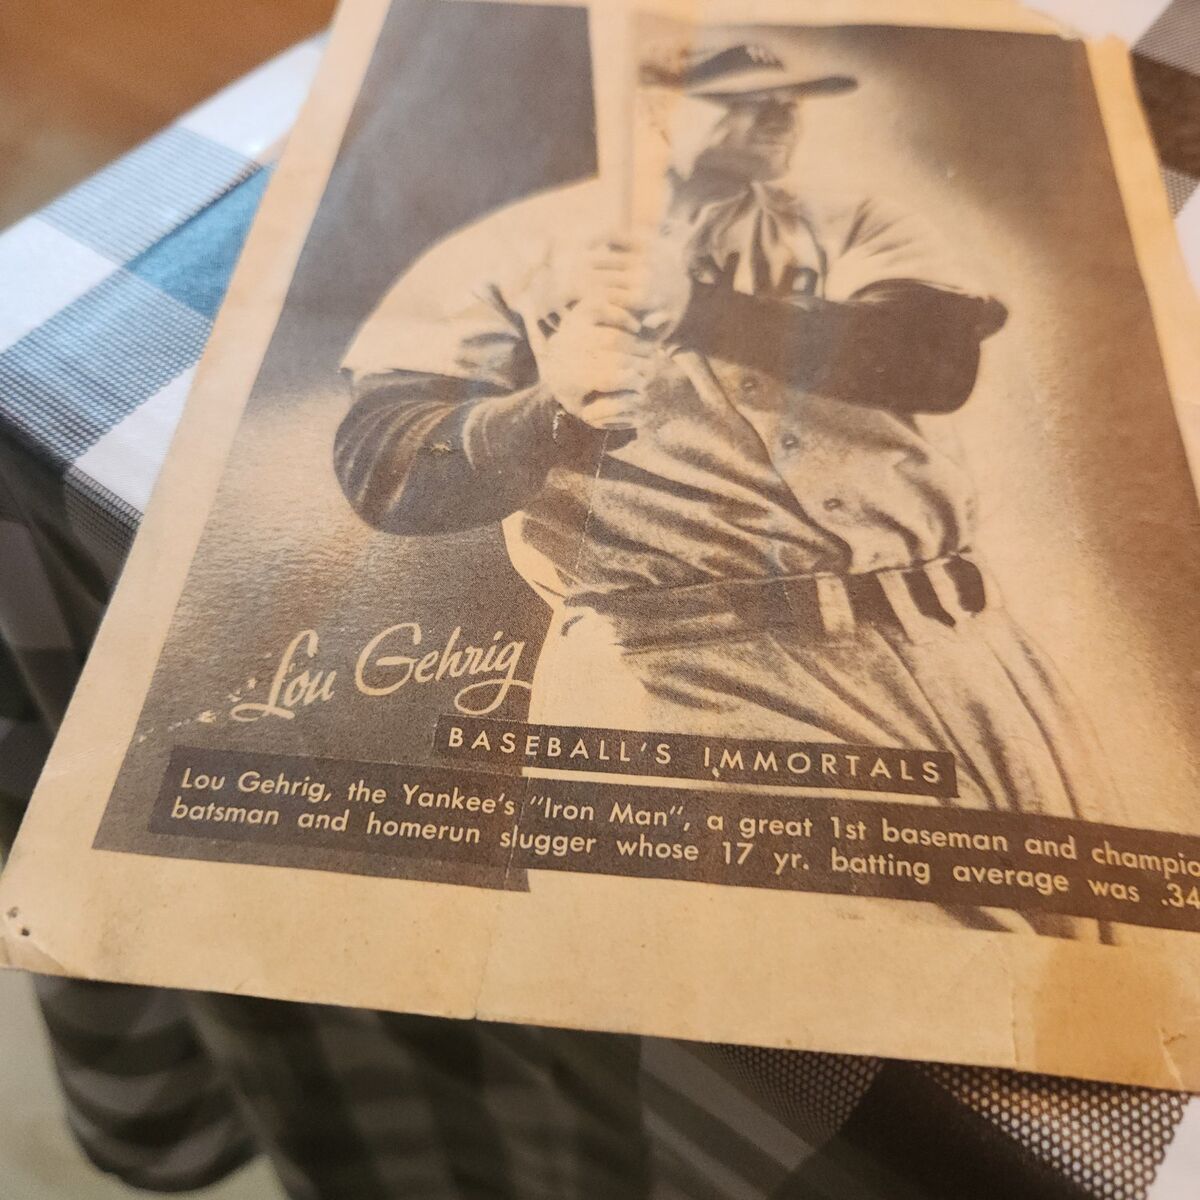 Lou Gehrig
BASEBALL'S IMMORTALS
Lou Gehrig, the Yankee's "Iron Man", a great 1st baseman and champio
batsman and homerun slugger whose 17 yr. batting average was .34